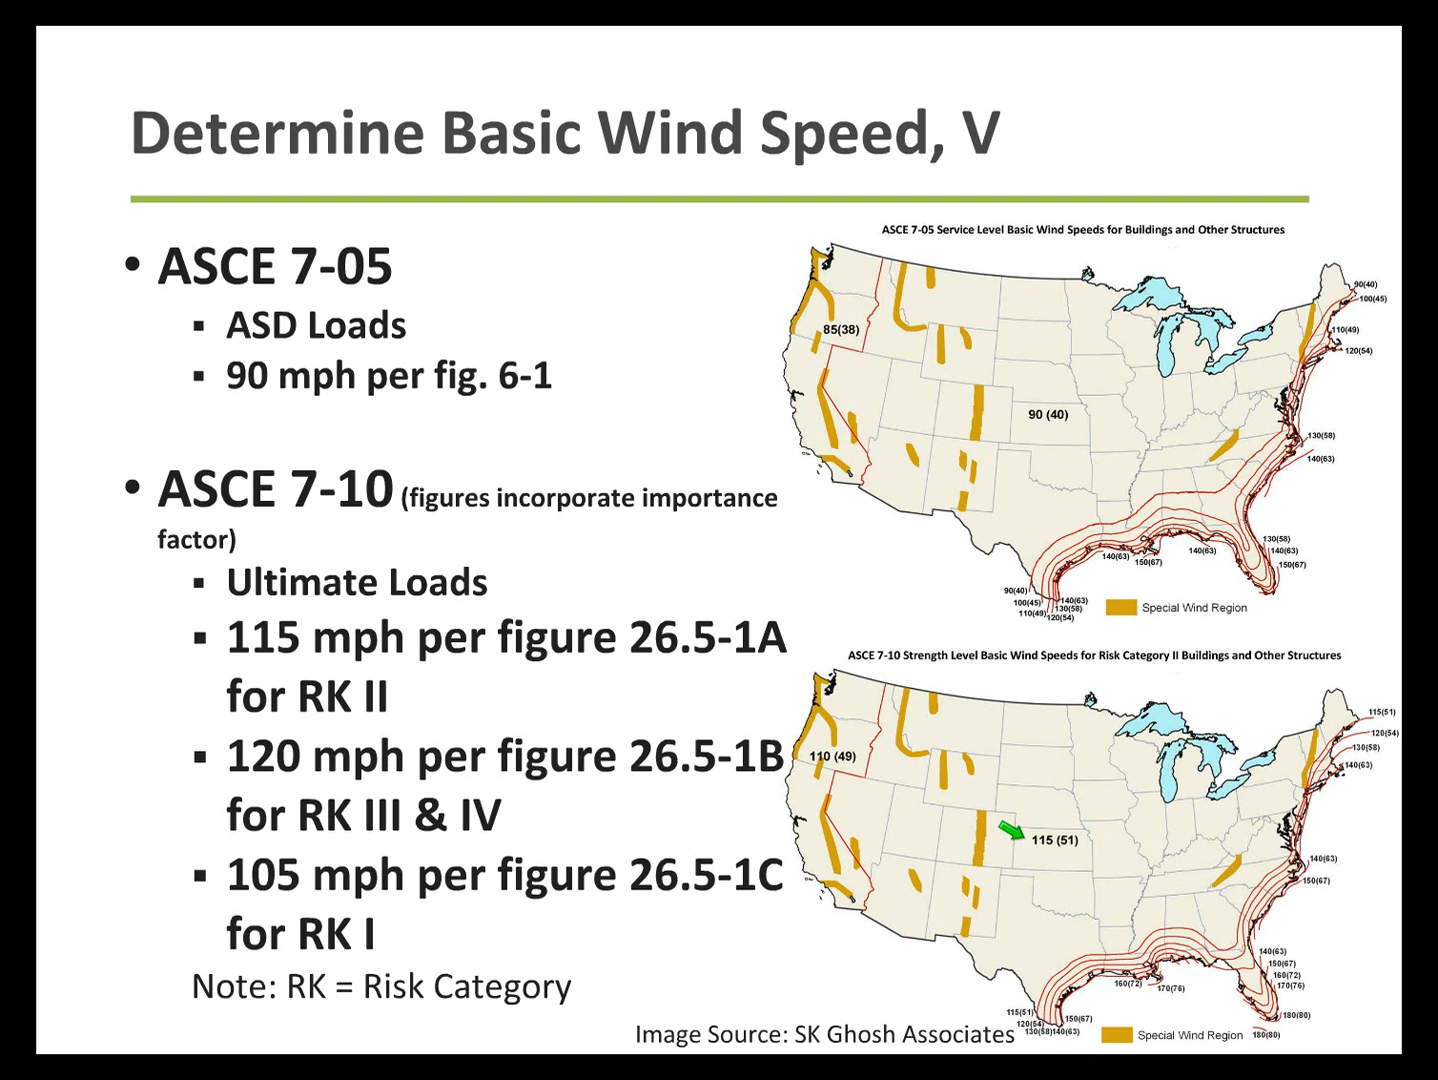 Determine Basic Wind Speed, V
• ASCE 7-05
▪ ASD Loads
▪ 90 mph per fig. 6-1
• ASCE 7-10 (figures incorporate importance
factor)
▪ Ultimate Loads
▪ 115 mph per figure 26.5-1A
for RK II
▪ 120 mph per figure 26.5-1B
for RK III & IV
▪ 105 mph per figure 26.5-1C
for RK I
Note: RK = Risk Category
ASCE 7-05 Service Level Basic Wind Speeds for Buildings and Other Structures
90(40)
100(45)
110(49)
120(54)
85(38)
90 (40)
130(58)
140(63)
130(58)
140(63)
150(67)
140(63)
150(67)
140(63)
90(40)
100(45)
110(49)
140(63)
130(58)
120(54)
Special Wind Region
ASCE 7-10 Strength Level Basic Wind Speeds for Risk Category II Buildings and Other Structures
115(51)
120(54)
130(58)
140(63)
110 (49)
115 (51)
140(63)
150(67)
140(63)
150(67)
160(72)
170(76)
160(72)
170(76)
180(80)
115(51)
120(54)
130(58)140(63)
150(67)
180(80)
Special Wind Region
Image Source: SK Ghosh Associates